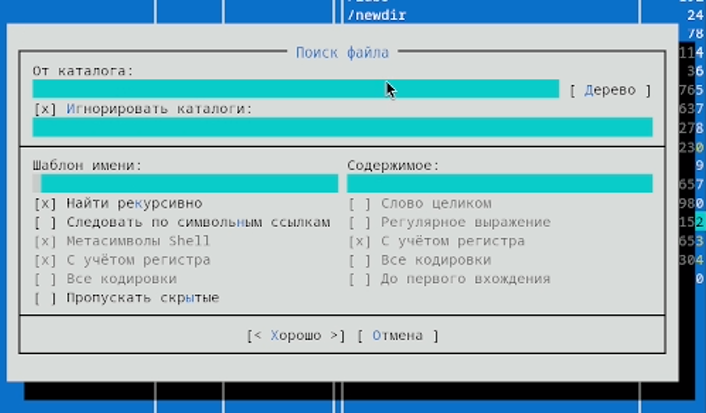 /newdir 24
78
Поиск файла 114
От каталога: 36
[ Дерево ] 765
[x] Игнорировать каталоги: 637
278
230
Шаблон имени: Содержимое: 9
657
[x] Найти рекурсивно [ ] Слово целиком 980
[ ] Следовать по символьным ссылкам [ ] Регулярное выражение 152
[x] Метасимволы Shell [x] С учётом регистра 653
[x] С учётом регистра [ ] Все кодировки 304
[ ] Все кодировки [ ] До первого вхождения 0
[ ] Пропускать скрытые
[< Хорошо >] [ Отмена ]